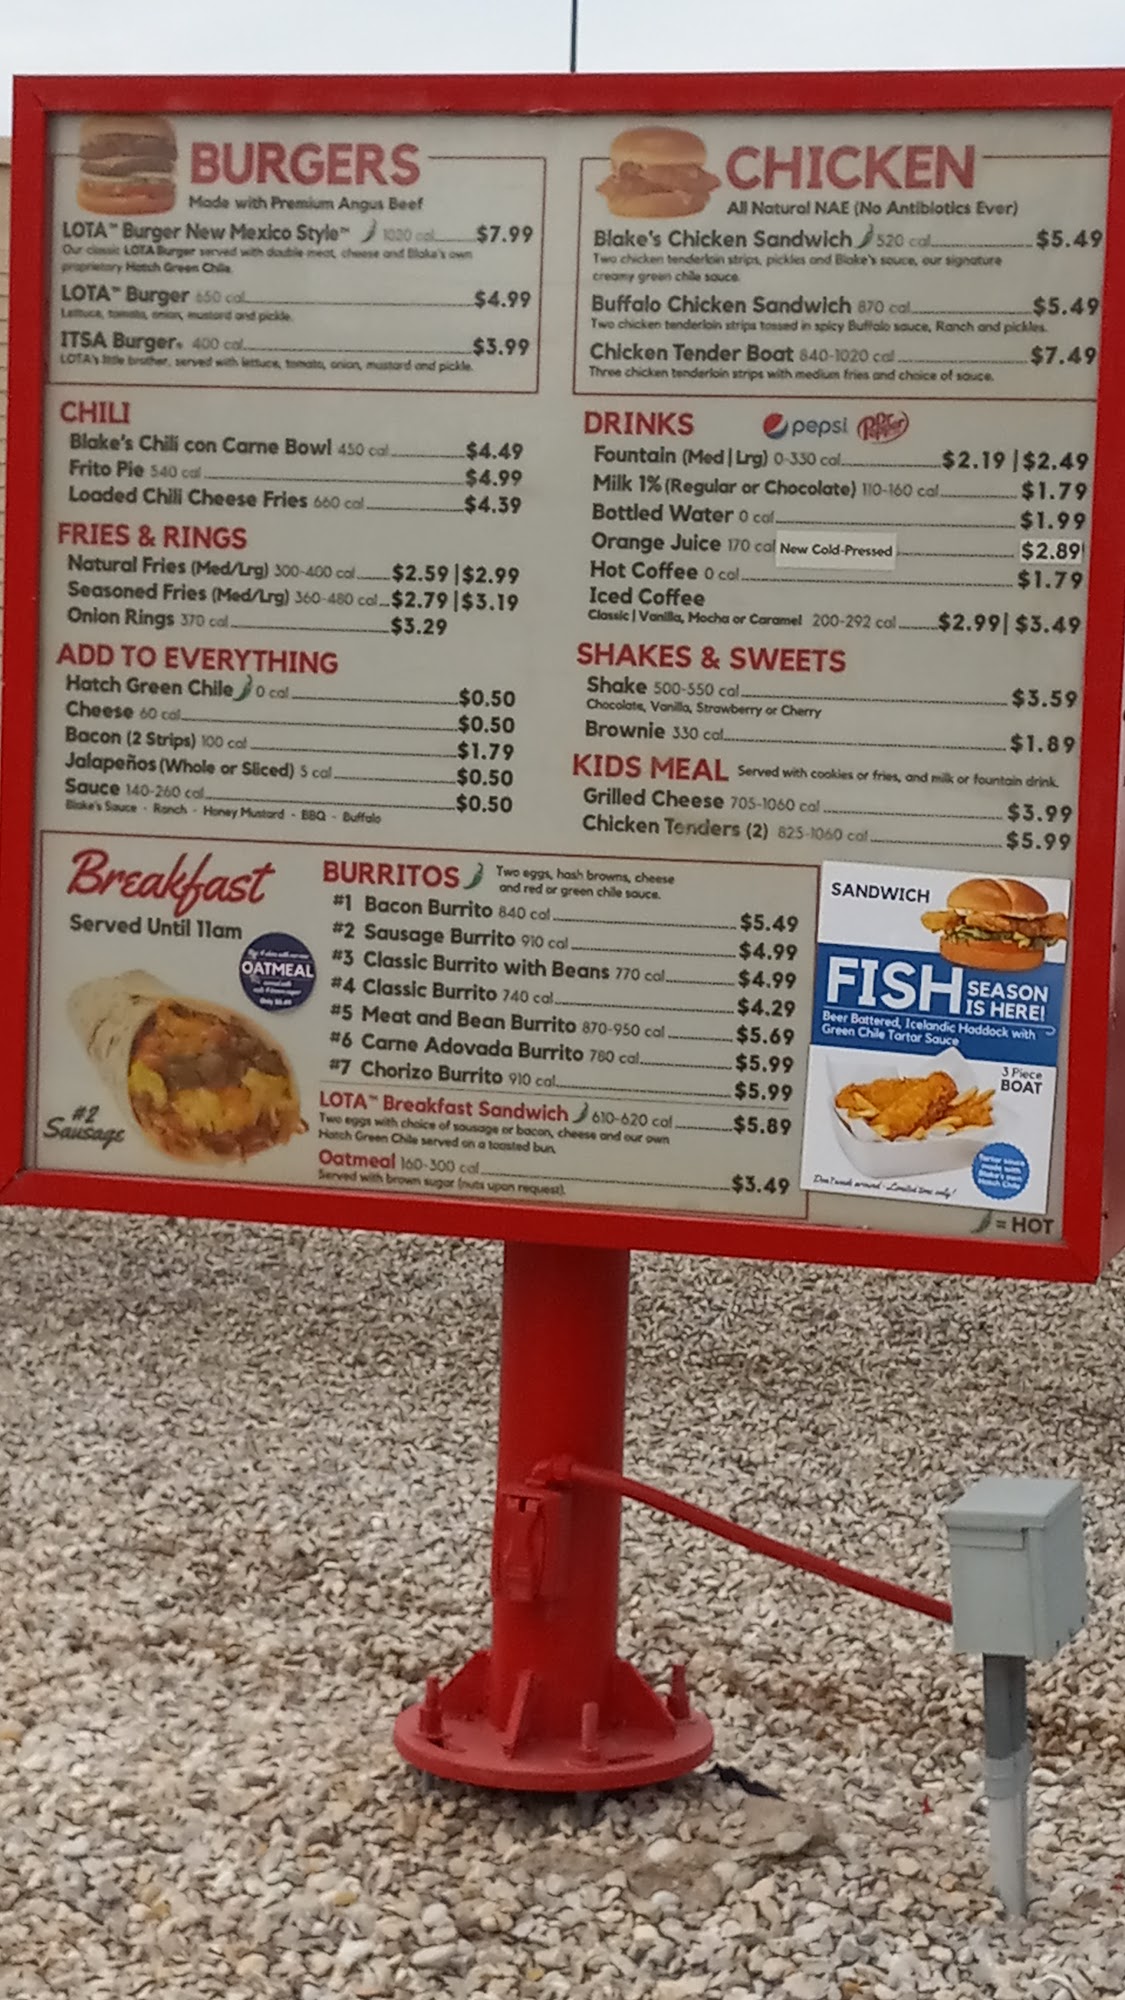 BURGERS
Made with Premium Angus Beef
LOTA™ Burger New Mexico Style™ 1020 cal $7.99
Our classic LOTA Burger served with double meat, cheese and Blake's own
proprietary Hatch Green Chile.
LOTA™ Burger 650 cal $4.99
Lettuce, tomato, onion, mustard and pickle.
ITSA Burger® 400 cal $3.99
LOTA's little brother, served with lettuce, tomato, onion, mustard and pickle.
CHILI
Blake's Chili con Carne Bowl 450 cal $4.49
Frito Pie 540 cal $4.99
Loaded Chili Cheese Fries 660 cal $4.39
FRIES & RINGS
Natural Fries (Med/Lrg) 300-400 cal $2.59 | $2.99
Seasoned Fries (Med/Lrg) 360-480 cal $2.79 | $3.19
Onion Rings 370 cal $3.29
ADD TO EVERYTHING
Hatch Green Chile 0 cal $0.50
Cheese 60 cal $0.50
Bacon (2 Strips) 100 cal $1.79
Jalapeños (Whole or Sliced) 5 cal $0.50
Sauce 140-260 cal $0.50
Blake's Sauce - Ranch - Honey Mustard - BBQ - Buffalo
CHICKEN
All Natural NAE (No Antibiotics Ever)
Blake's Chicken Sandwich 520 cal $5.49
Two chicken tenderloin strips, pickles and Blake's sauce, our signature
creamy green chile sauce.
Buffalo Chicken Sandwich 870 cal $5.49
Two chicken tenderloin strips tossed in spicy Buffalo sauce, Ranch and pickles.
Chicken Tender Boat 840-1020 cal $7.49
Three chicken tenderloin strips with medium fries and choice of sauce.
DRINKS pepsi Dr Pepper
Fountain (Med | Lrg) 0-330 cal $2.19 | $2.49
Milk 1% (Regular or Chocolate) 110-160 cal $1.79
Bottled Water 0 cal $1.99
Orange Juice 170 cal New Cold-Pressed $2.89
Hot Coffee 0 cal $1.79
Iced Coffee
Classic | Vanilla, Mocha or Caramel 200-292 cal $2.99 | $3.49
SHAKES & SWEETS
Shake 500-550 cal $3.59
Chocolate, Vanilla, Strawberry or Cherry
Brownie 330 cal $1.89
KIDS MEAL Served with cookies or fries, and milk or fountain drink.
Grilled Cheese 705-1060 cal $3.99
Chicken Tenders (2) 825-1060 cal $5.99
Breakfast
Served Until 11am
OATMEAL
#2
Sausage
BURRITOS Two eggs, hash browns, cheese
and red or green chile sauce.
#1 Bacon Burrito 840 cal $5.49
#2 Sausage Burrito 910 cal $4.99
#3 Classic Burrito with Beans 770 cal $4.99
#4 Classic Burrito 740 cal $4.29
#5 Meat and Bean Burrito 870-950 cal $5.69
#6 Carne Adovada Burrito 780 cal $5.99
#7 Chorizo Burrito 910 cal $5.99
LOTA™ Breakfast Sandwich 610-620 cal $5.89
Two eggs with choice of sausage or bacon, cheese and our own
Hatch Green Chile served on a toasted bun.
Oatmeal 160-300 cal $3.49
Served with brown sugar (nuts upon request).
SANDWICH
FISH SEASON
IS HERE!
Beer Battered, Icelandic Haddock with
Green Chile Tartar Sauce
3 Piece
BOAT
Tartar sauce
made with
Blake's own
Hatch Chile
Limited time only!
= HOT